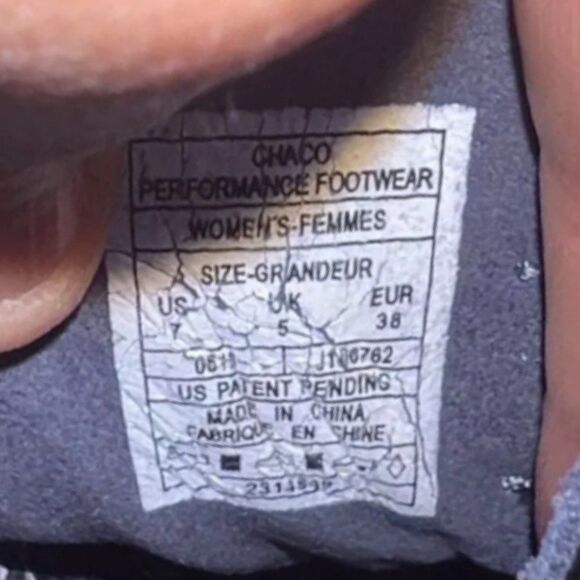 CHACO
PERFORMANCE FOOTWEAR
WOMEN'S-FEMMES
SIZE-GRANDEUR
US UK EUR
7 5 38
J106762
US PATENT PENDING
MADE IN CHINA
FABRIQUE EN CHINE